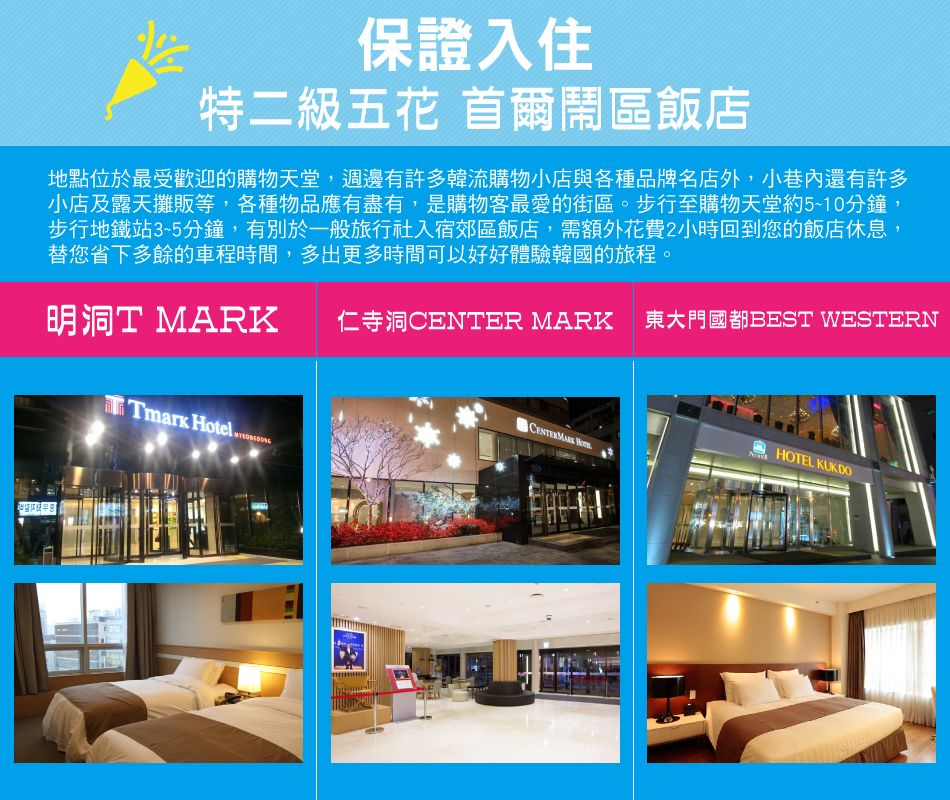 保證入住
特二級五花 首爾鬧區飯店
地點位於最受歡迎的購物天堂，週邊有許多韓流購物小店與各種品牌名店外，小巷內還有許多
小店及露天攤販等，各種物品應有盡有，是購物客最愛的街區。步行至購物天堂約5~10分鐘，
步行地鐵站3-5分鐘，有別於一般旅行社入宿郊區飯店，需額外花費2小時回到您的飯店休息，
替您省下多餘的車程時間，多出更多時間可以好好體驗韓國的旅程。
明洞T MARK
仁寺洞CENTER MARK
東大門國都BEST WESTERN
Tmark Hotel MYEONGDONG
CENTERMARK HOTEL
PREMIER HOTEL KUKDO